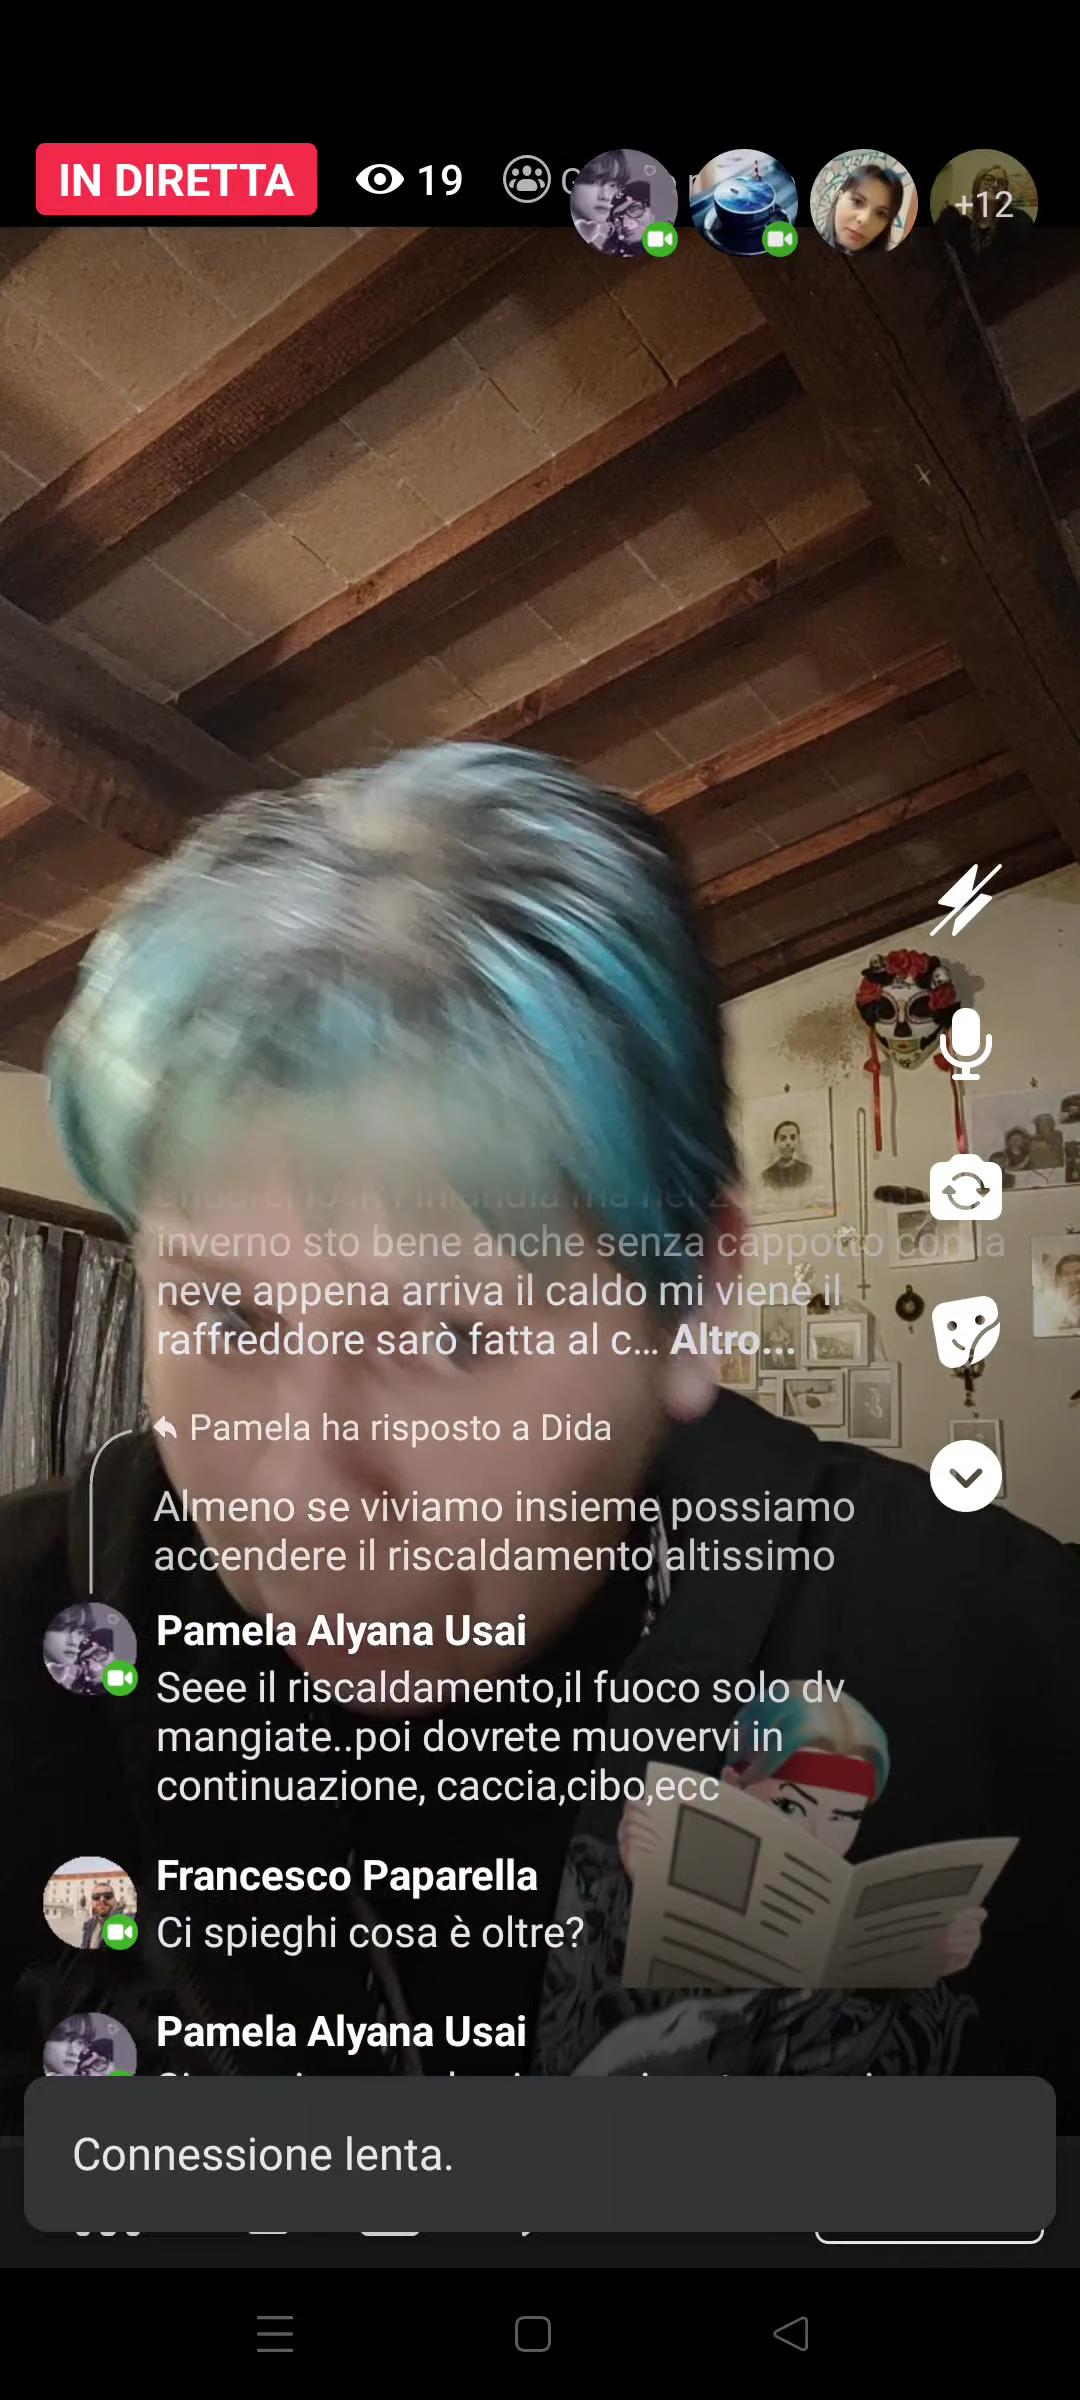 IN DIRETTA
19
+12
inverno sto bene anche senza cappotto con la
neve appena arriva il caldo mi viene il
raffreddore sarò fatta al c... Altro...
Pamela ha risposto a Dida
Almeno se viviamo insieme possiamo
accendere il riscaldamento altissimo
Pamela Alyana Usai
Seee il riscaldamento,il fuoco solo dv
mangiate..poi dovrete muovervi in
continuazione, caccia,cibo,ecc
Francesco Paparella
Ci spieghi cosa è oltre?
Pamela Alyana Usai
Connessione lenta.